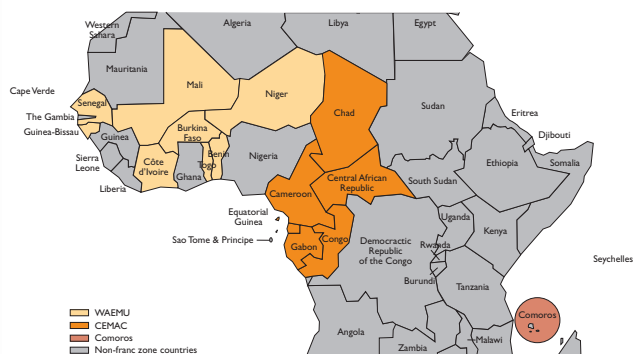 Western
Sahara
Algeria
Libya
Egypt
Mauritania
Mali
Niger
Chad
Sudan
Eritrea
Cape Verde
Senegal
The Gambia
Guinea-Bissau
Guinea
Burkina
Faso
Benin
Togo
Nigeria
Djibouti
Sierra
Leone
Côte
d'Ivoire
Ghana
Liberia
Ethiopia
Somalia
Central African
Republic
South Sudan
Cameroon
Equatorial
Guinea
Uganda
Kenya
Sao Tome & Principe
Gabon
Congo
Democractic
Republic
of the Congo
Rwanda
Burundi
Tanzania
Seychelles
Comoros
Angola
Zambia
Malawi
WAEMU
CEMAC
Comoros
Non-franc zone countries